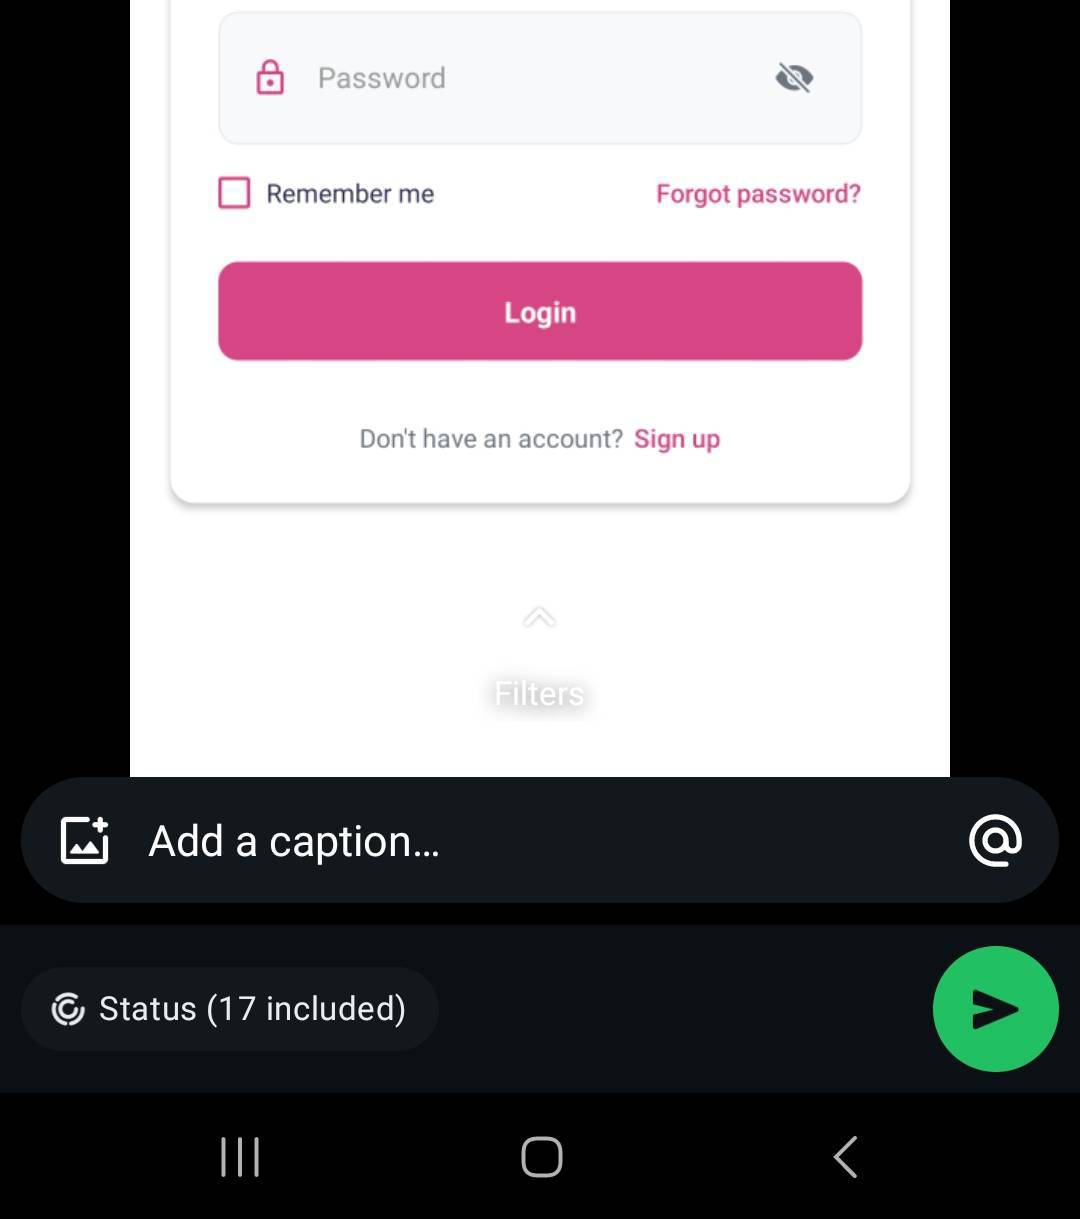 Password
Remember me
Forgot password?
Login
Don't have an account? Sign up
Filters
Add a caption...
Status (17 included)